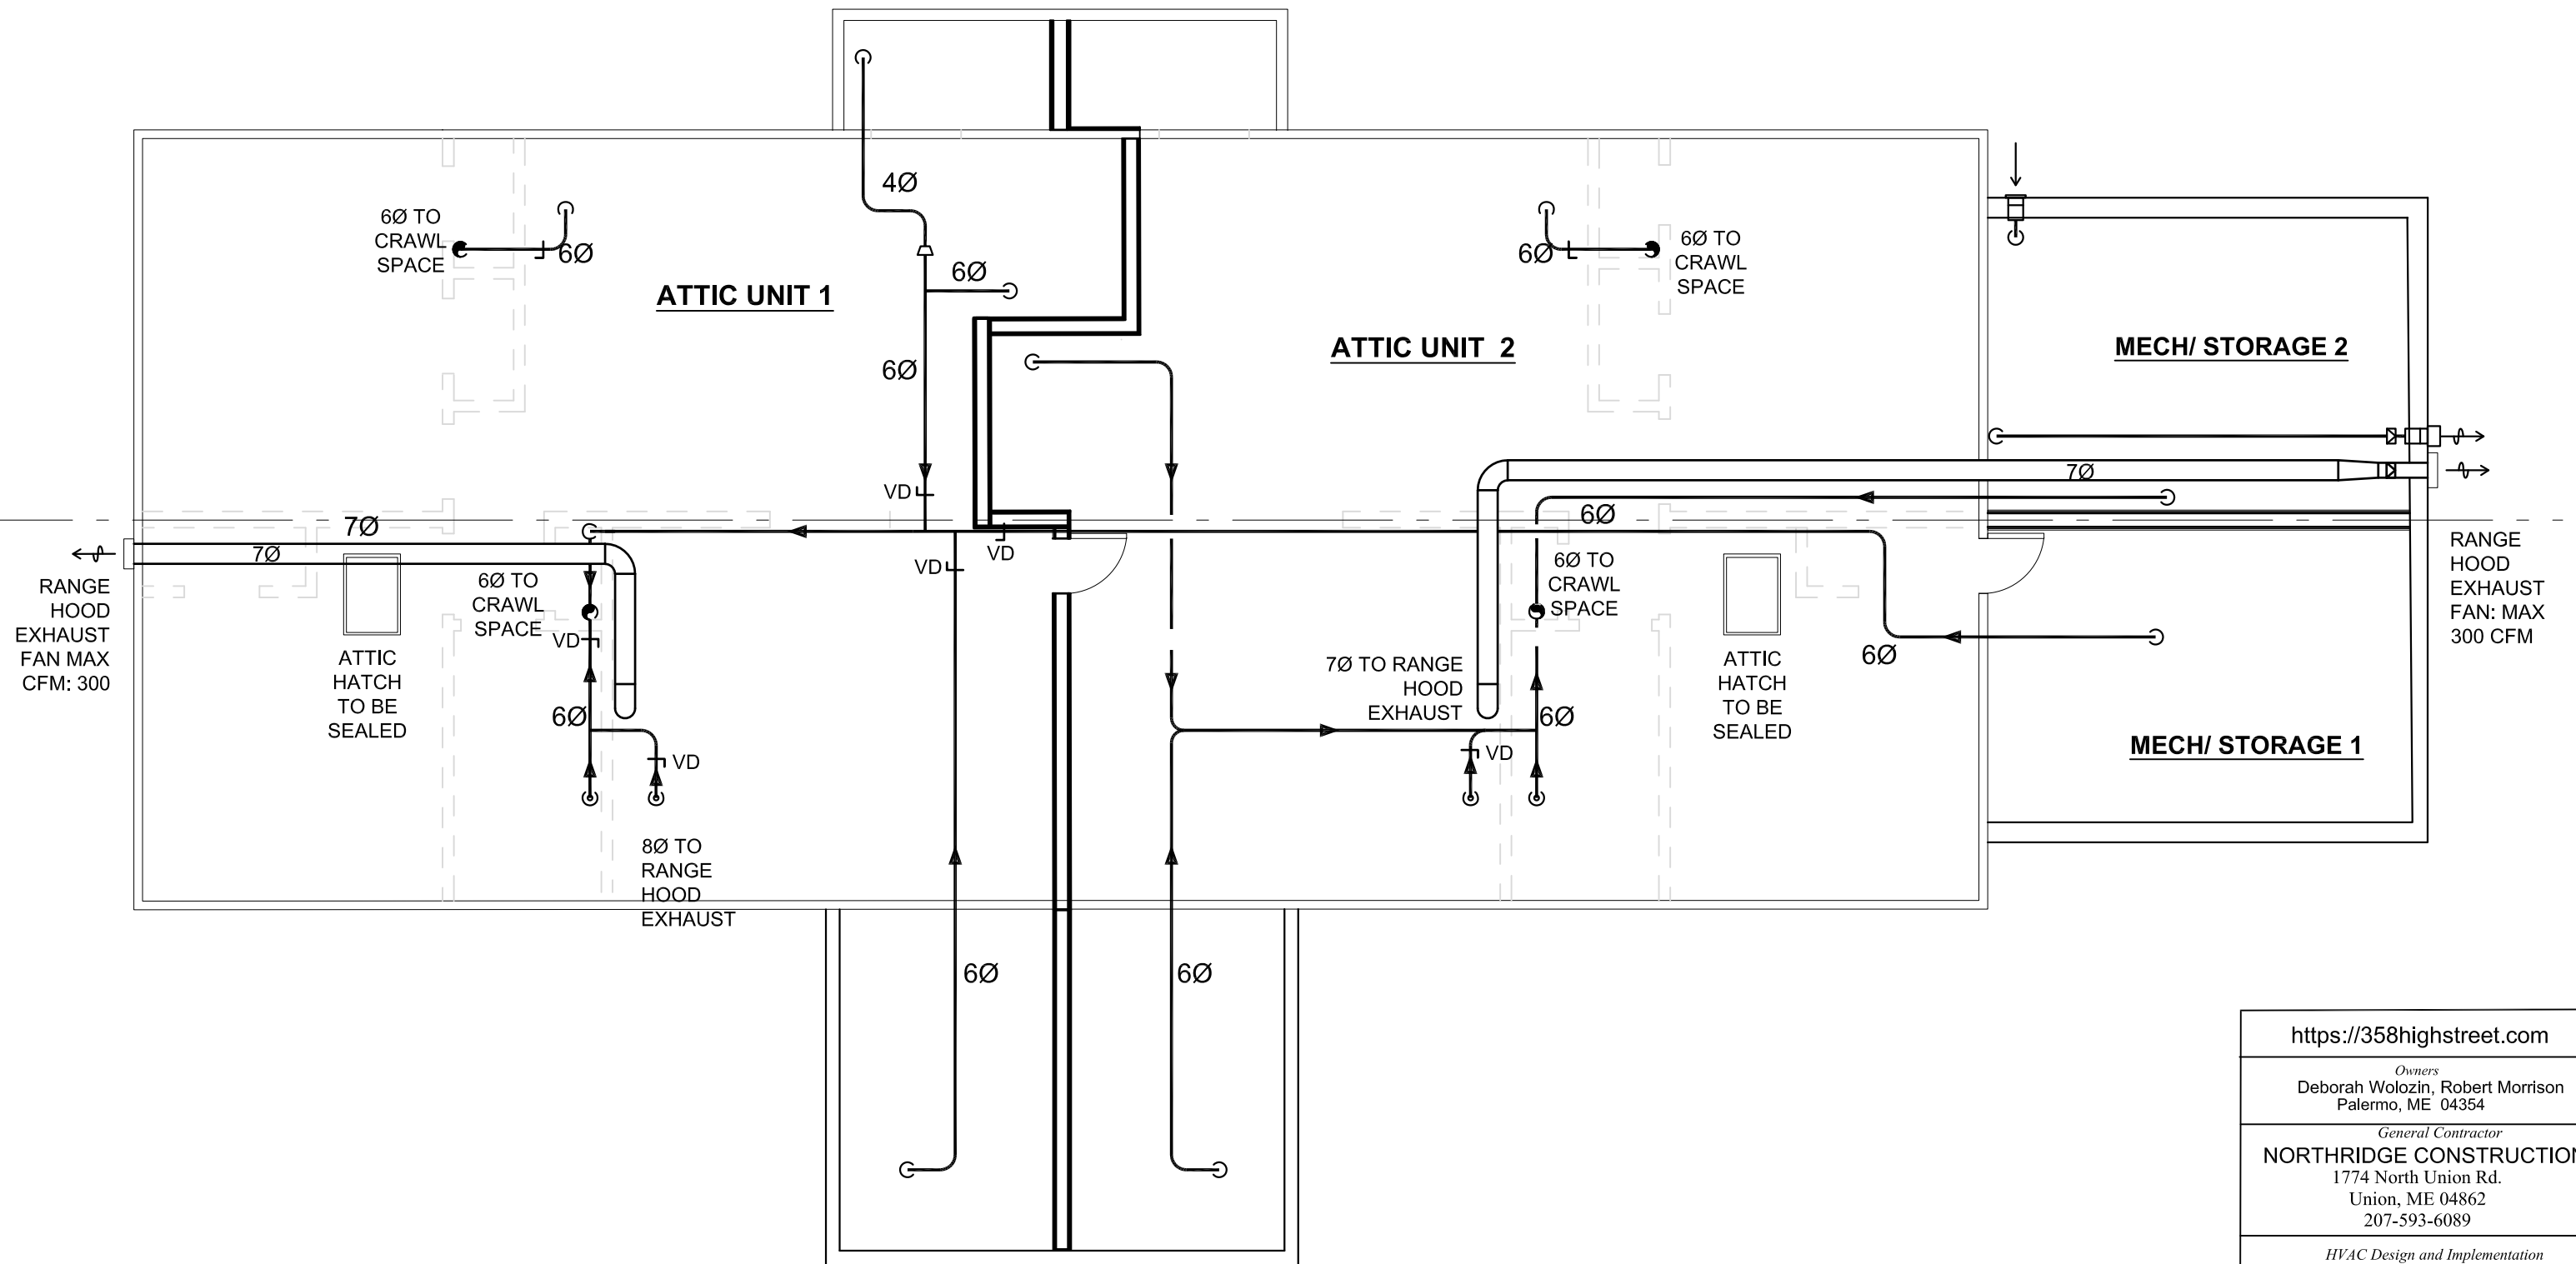 4Ø
6Ø TO
CRAWL
SPACE
6Ø
6Ø
ATTIC UNIT 1
6Ø
6Ø
6Ø TO
CRAWL
SPACE
ATTIC UNIT  2
MECH/ STORAGE 2
VD
7Ø
7Ø
7Ø
6Ø
VD
VD
RANGE
HOOD
EXHAUST
FAN MAX
CFM: 300
6Ø TO
CRAWL
SPACE
VD
ATTIC
HATCH
TO BE
SEALED
6Ø
VD
8Ø TO
RANGE
HOOD
EXHAUST
6Ø TO
CRAWL
SPACE
7Ø TO RANGE
HOOD
EXHAUST
6Ø
VD
ATTIC
HATCH
TO BE
SEALED
6Ø
RANGE
HOOD
EXHAUST
FAN: MAX
300 CFM
MECH/ STORAGE 1
6Ø
6Ø
https://358highstreet.com
Owners
Deborah Wolozin, Robert Morrison
Palermo, ME  04354
General Contractor
NORTHRIDGE CONSTRUCTION
1774 North Union Rd.
Union, ME 04862
207-593-6089
HVAC Design and Implementation